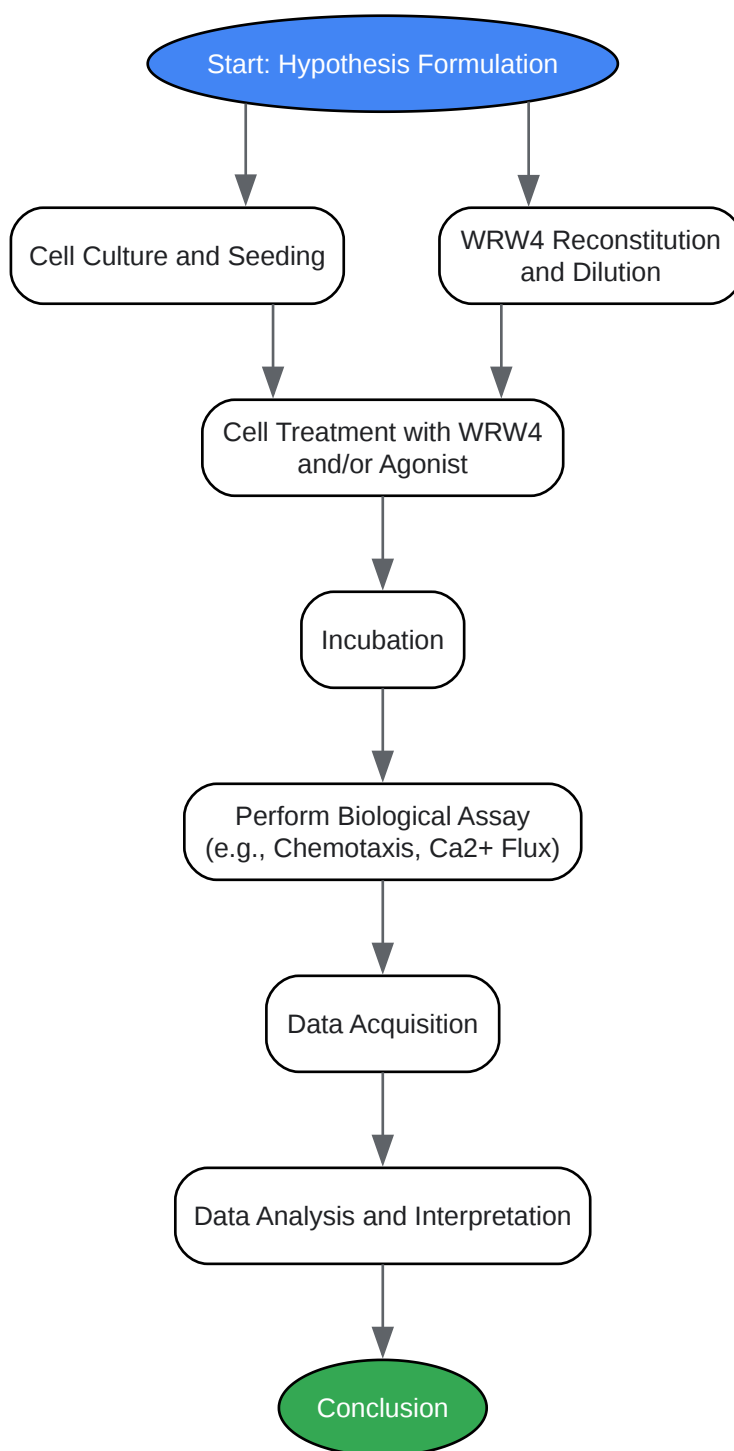 Start: Hypothesis Formulation
Cell Culture and Seeding
WRW4 Reconstitution
and Dilution
Cell Treatment with WRW4
and/or Agonist
Incubation
Perform Biological Assay
(e.g., Chemotaxis, Ca2+ Flux)
Data Acquisition
Data Analysis and Interpretation
Conclusion